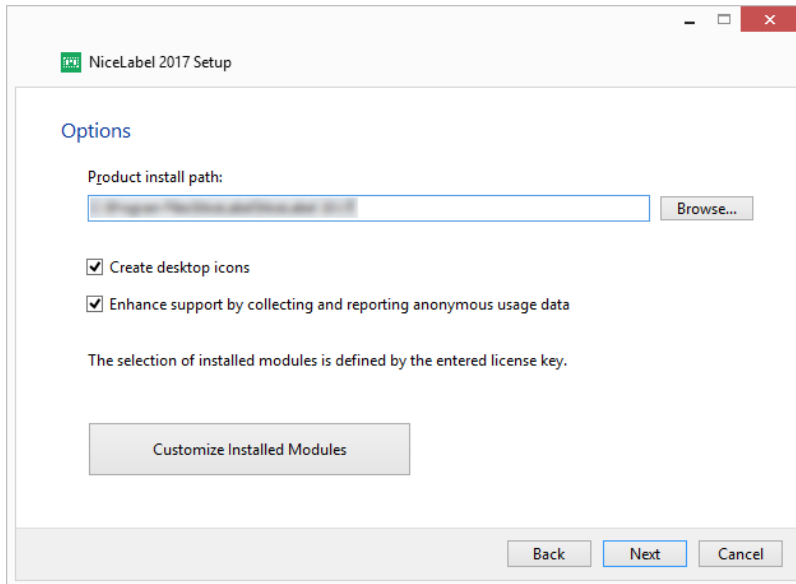 NiceLabel 2017 Setup
Options
Product install path:
Browse...
Create desktop icons
Enhance support by collecting and reporting anonymous usage data
The selection of installed modules is defined by the entered license key.
Customize Installed Modules
Back Next Cancel